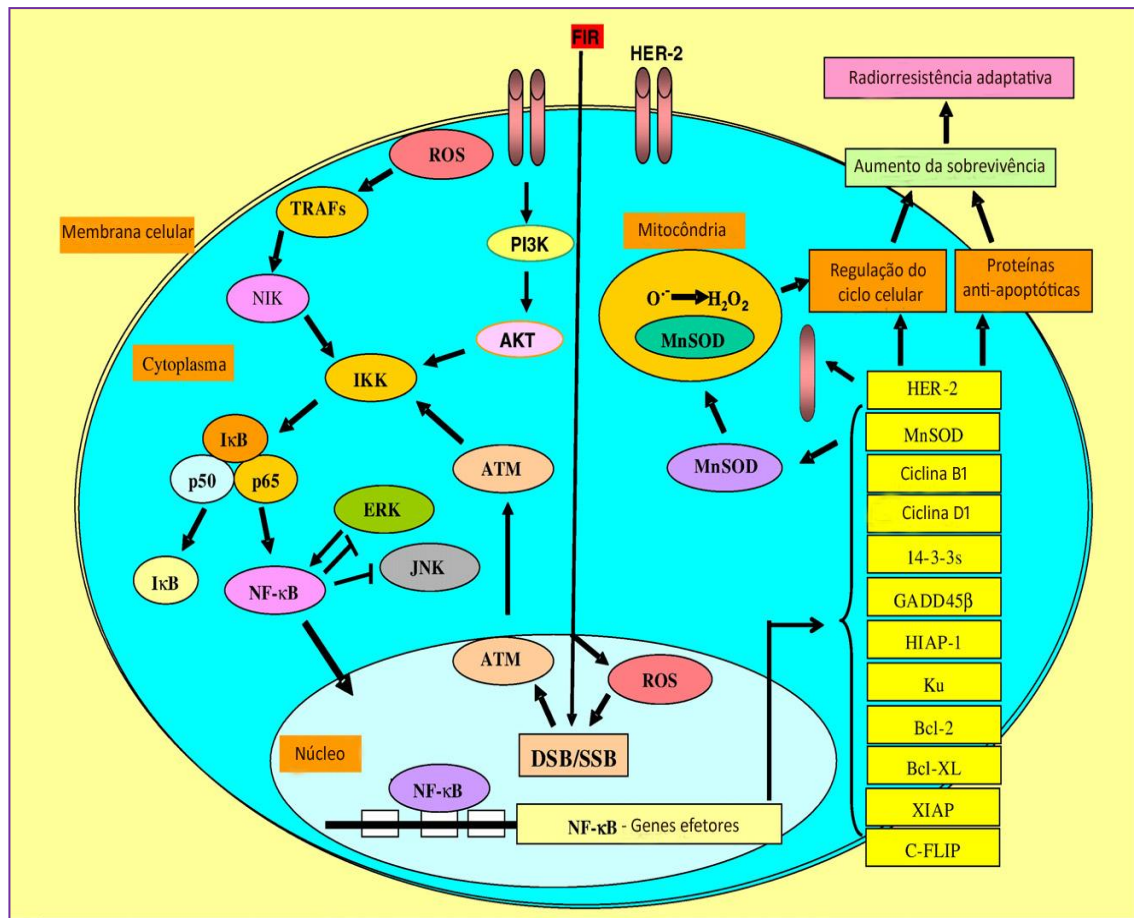 FIR
HER-2
Radiorresistência adaptativa
ROS
Aumento da sobrevivência
TRAFs
Membrana celular
PI3K
Mitocôndria
Regulação do
ciclo celular
Proteínas
anti-apoptóticas
NIK
O·- H2O2
MnSOD
AKT
Cytoplasma
IKK
HER-2
MnSOD
Ciclina B1
Ciclina D1
14-3-3s
GADD45β
HIAP-1
Ku
Bcl-2
Bcl-XL
XIAP
C-FLIP
IκB
p50
p65
ATM
MnSOD
ERK
JNK
IκB
NF-κB
ATM
ROS
Núcleo
DSB/SSB
NF-κB
NF-κB - Genes efetores